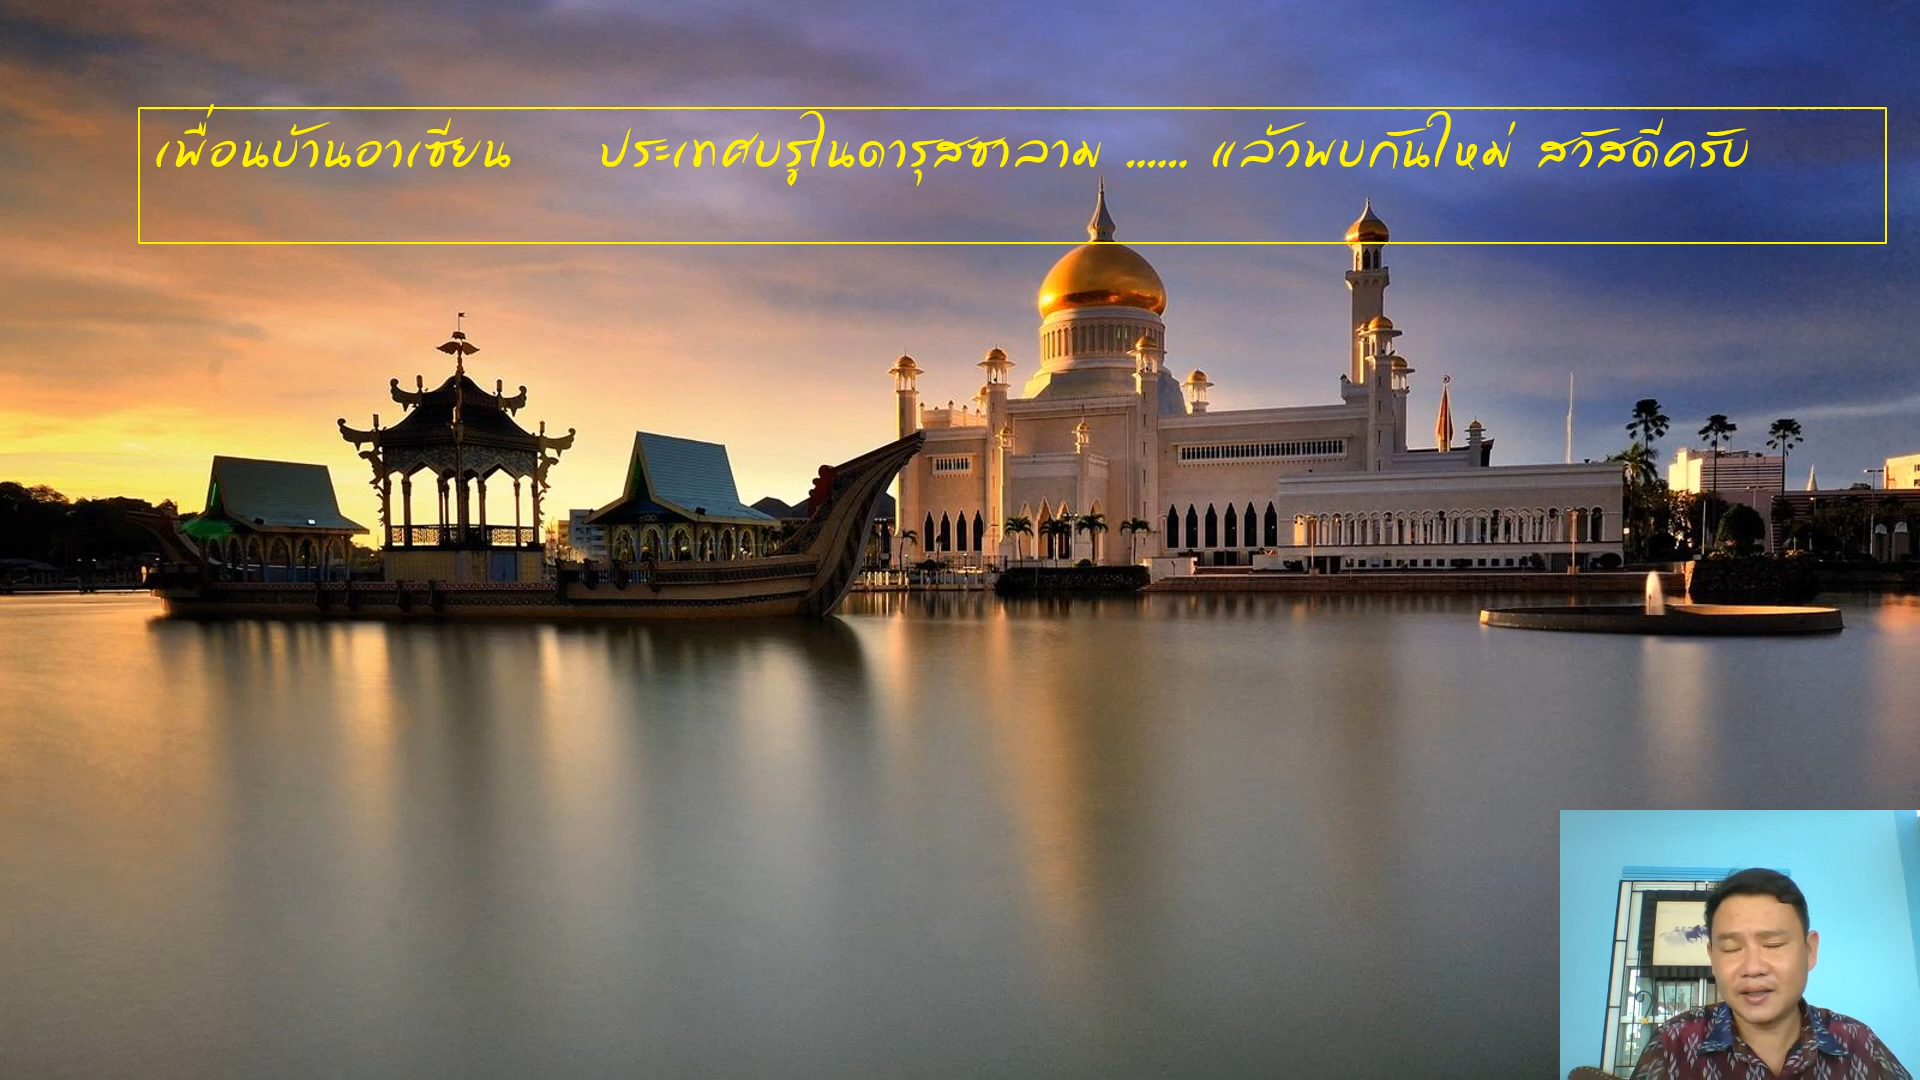 เพื่อนบ้านอาเซียน ประเทศบรูไนดารุสซาลาม ...... แล้วพบกันใหม่ สวัสดีครับ